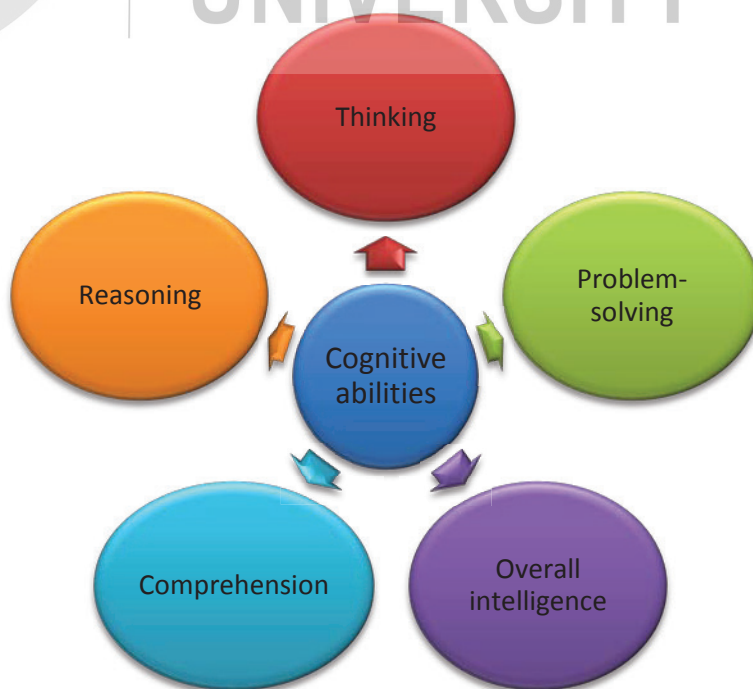 UNIVERSITY
Thinking
Reasoning
Problem-
solving
Cognitive
abilities
Comprehension
Overall
intelligence